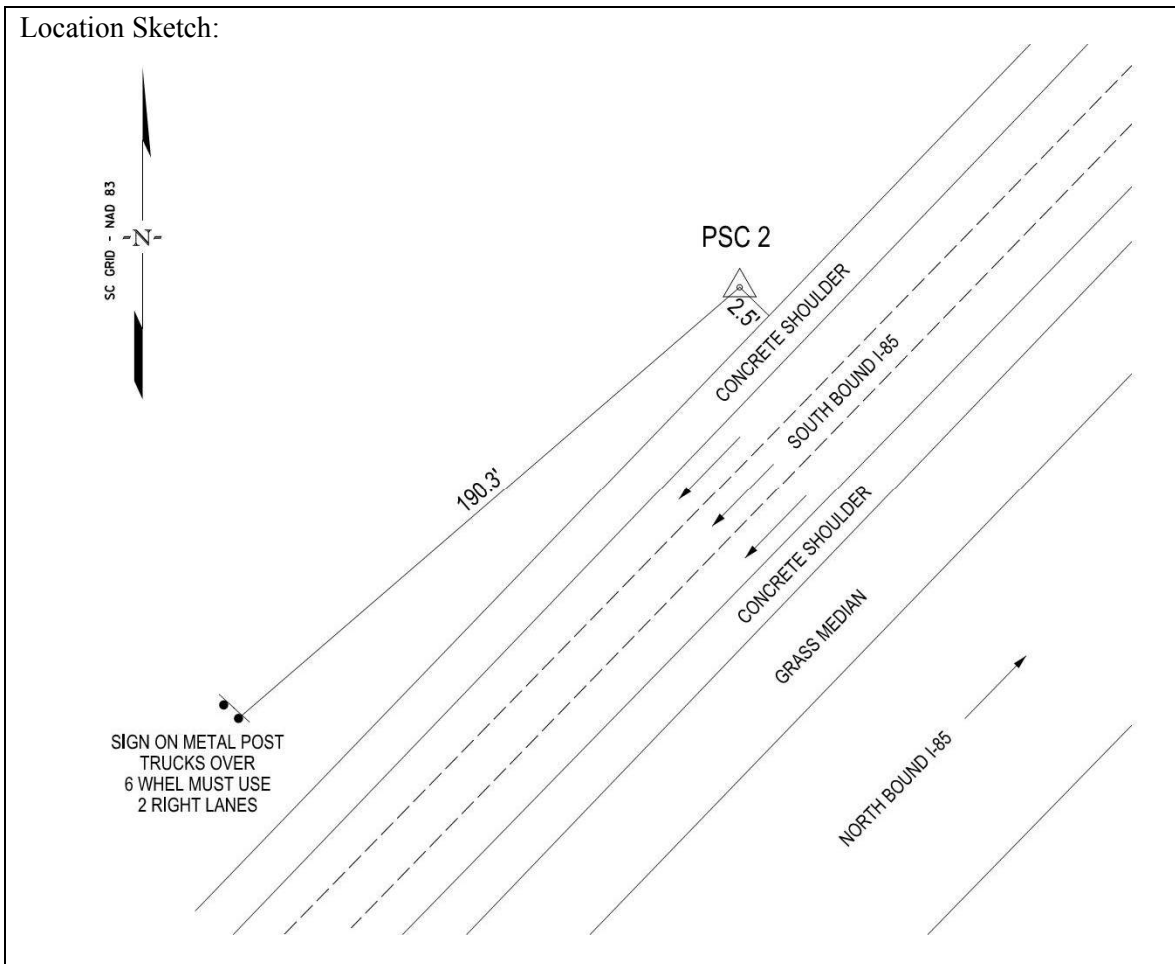 Location Sketch:
SC GRID - NAD 83
-N-
PSC 2
2.5'
CONCRETE SHOULDER
SOUTH BOUND I-85
190.3'
CONCRETE SHOULDER
GRASS MEDIAN
SIGN ON METAL POST
TRUCKS OVER
6 WHEL MUST USE
2 RIGHT LANES
NORTH BOUND I-85